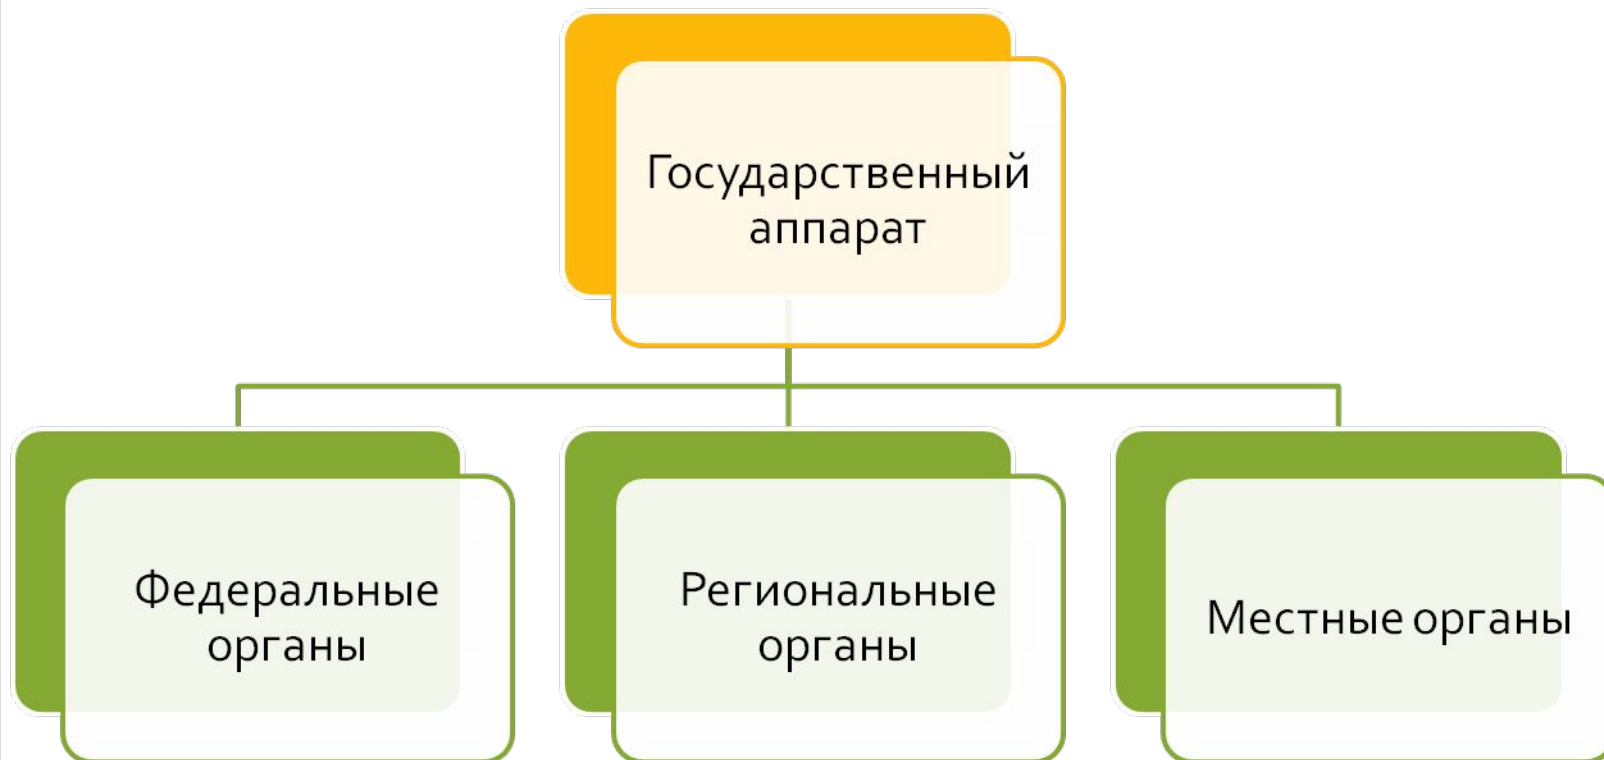 Государственный
аппарат
Федеральные
органы
Региональные
органы
Местные органы